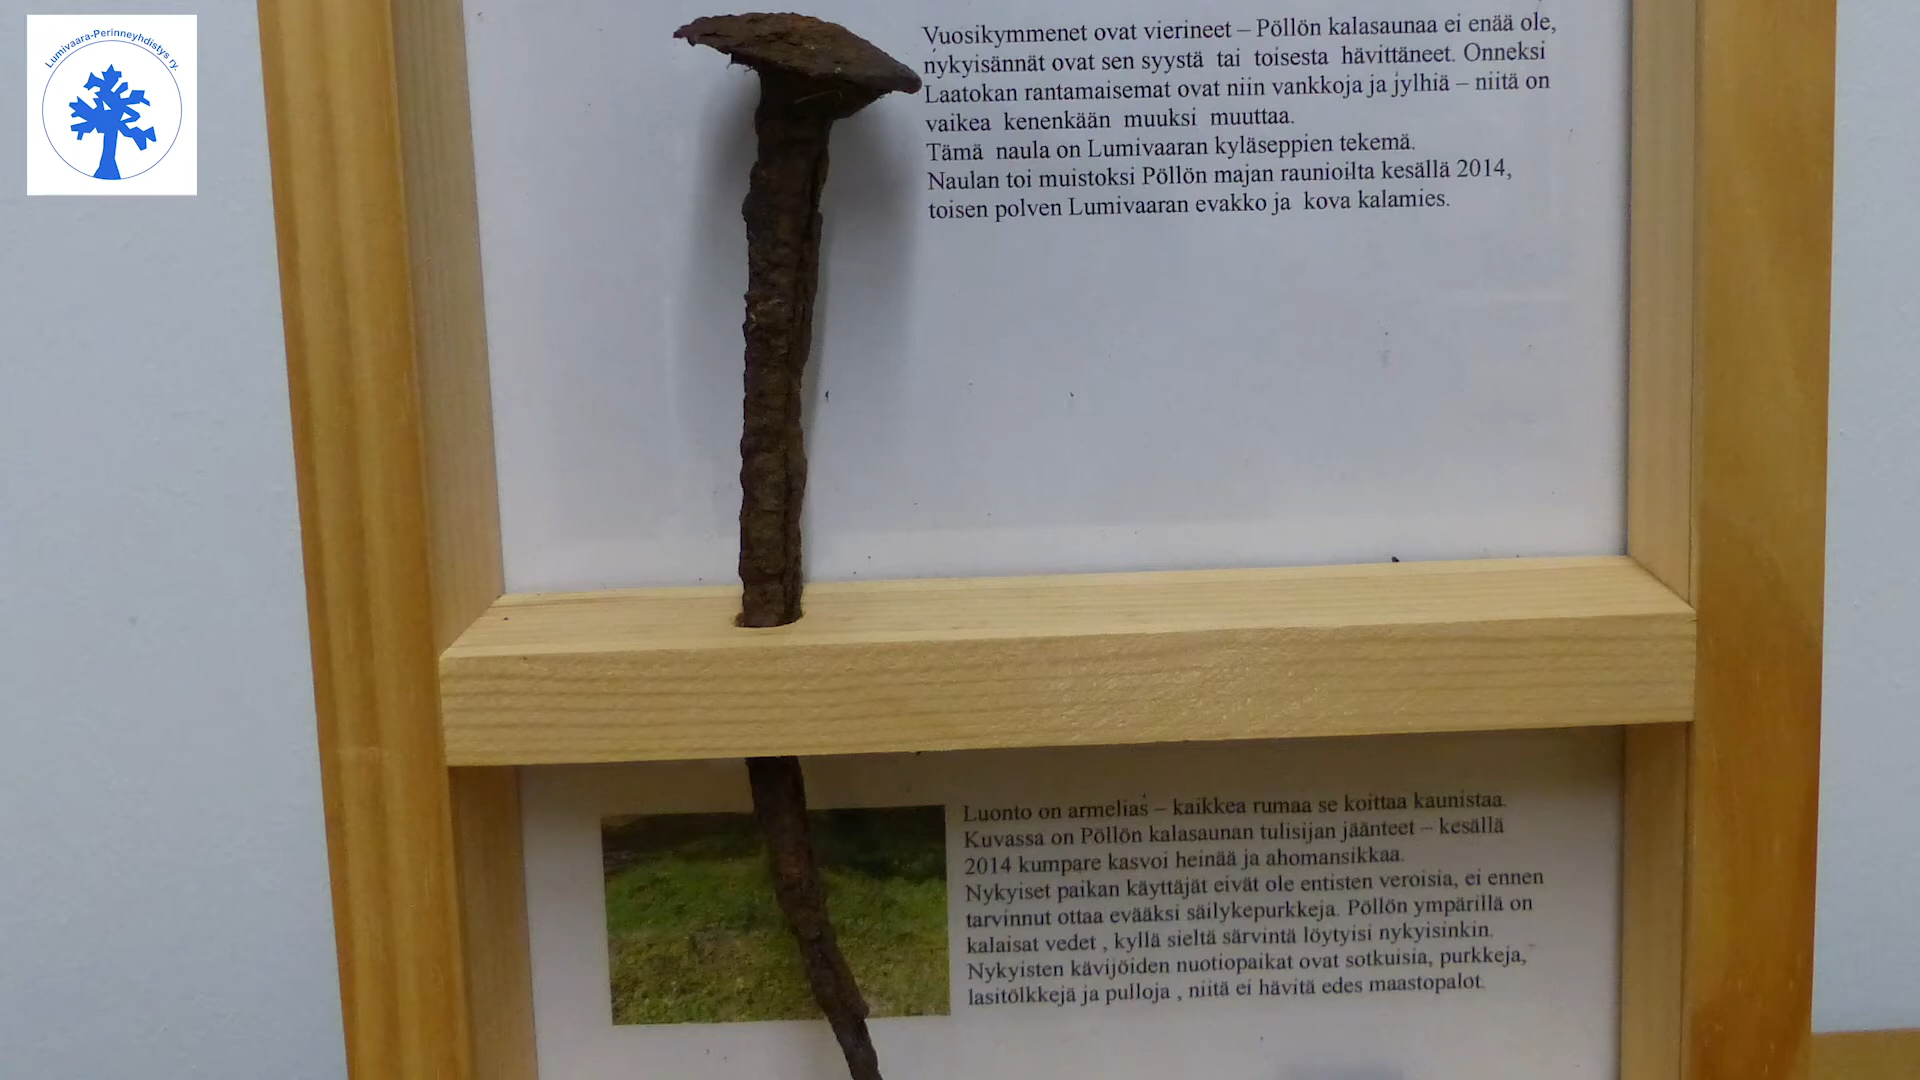 Lumivaara-Perinneyhdistys ry.
Vuosikymmenet ovat vierineet – Pöllön kalasaunaa ei enää ole,
nykyisännät ovat sen syystä tai toisesta hävittäneet. Onneksi
Laatokan rantamaisemat ovat niin vankkoja ja jylhiä – niitä on
vaikea kenenkään muuksi muuttaa.
Tämä naula on Lumivaaran kyläseppien tekemä.
Naulan toi muistoksi Pöllön majan raunioilta kesällä 2014,
toisen polven Lumivaaran evakko ja kova kalamies.
Luonto on armelias – kaikkea rumaa se koittaa kaunistaa.
Kuvassa on Pöllön kalasaunan tulisijan jäänteet – kesällä
2014 kumpare kasvoi heinää ja ahomansikkaa.
Nykyiset paikan käyttäjät eivät ole entisten veroisia, ei ennen
tarvinnut ottaa evääksi säilykepurkkeja. Pöllön ympärillä on
kalaisat vedet , kyllä sieltä särvintä löytyisi nykyisinkin.
Nykyisten kävijöiden nuotiopaikat ovat sotkuisia, purkkeja,
lasitölkkejä ja pulloja , niitä ei hävitä edes maastopalot.